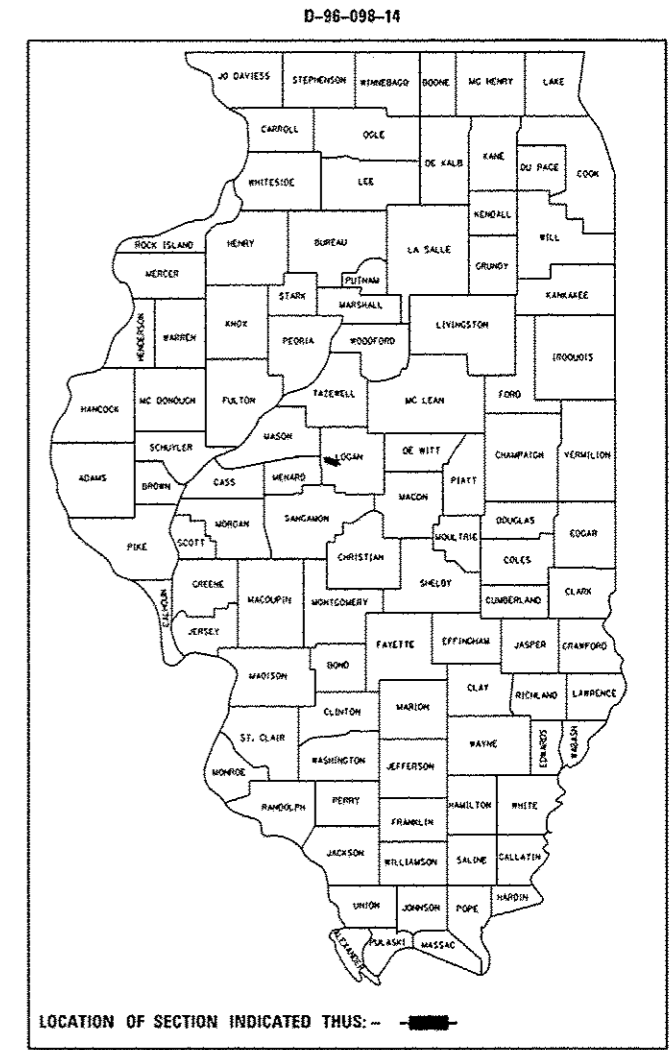 D-96-098-14
JO DAVIESS STEPHENSON WINNEBAGO BOONE MC HENRY LAKE
CARROLL OGLE
DE KALB KANE DU PAGE COOK
WHITESIDE LEE
KENDALL
ROCK ISLAND HENRY BUREAU LA SALLE WILL
MERCER PUTNAM GRUNDY
STARK MARSHALL KANKAKEE
HENDERSON WARREN KNOX PEORIA WOODFORD LIVINGSTON IROQUOIS
HANCOCK MC DONOUGH FULTON TAZEWELL MC LEAN FORD
MASON
SCHUYLER LOGAN DE WITT CHAMPAIGN VERMILION
ADAMS BROWN CASS MENARD PIATT
MACON
PIKE SCOTT MORGAN SANGAMON MOULTRIE DOUGLAS EDGAR
CHRISTIAN COLES
CALHOUN GREENE MACOUPIN MONTGOMERY SHELBY CUMBERLAND CLARK
JERSEY
FAYETTE EFFINGHAM JASPER CRAWFORD
MADISON BOND
CLAY RICHLAND LAWRENCE
CLINTON MARION
ST. CLAIR WAYNE EDWARDS WABASH
MONROE WASHINGTON JEFFERSON
RANDOLPH PERRY HAMILTON WHITE
FRANKLIN
JACKSON WILLIAMSON SALINE GALLATIN
UNION JOHNSON POPE HARDIN
ALEXANDER PULASKI MASSAC
LOCATION OF SECTION INDICATED THUS: -